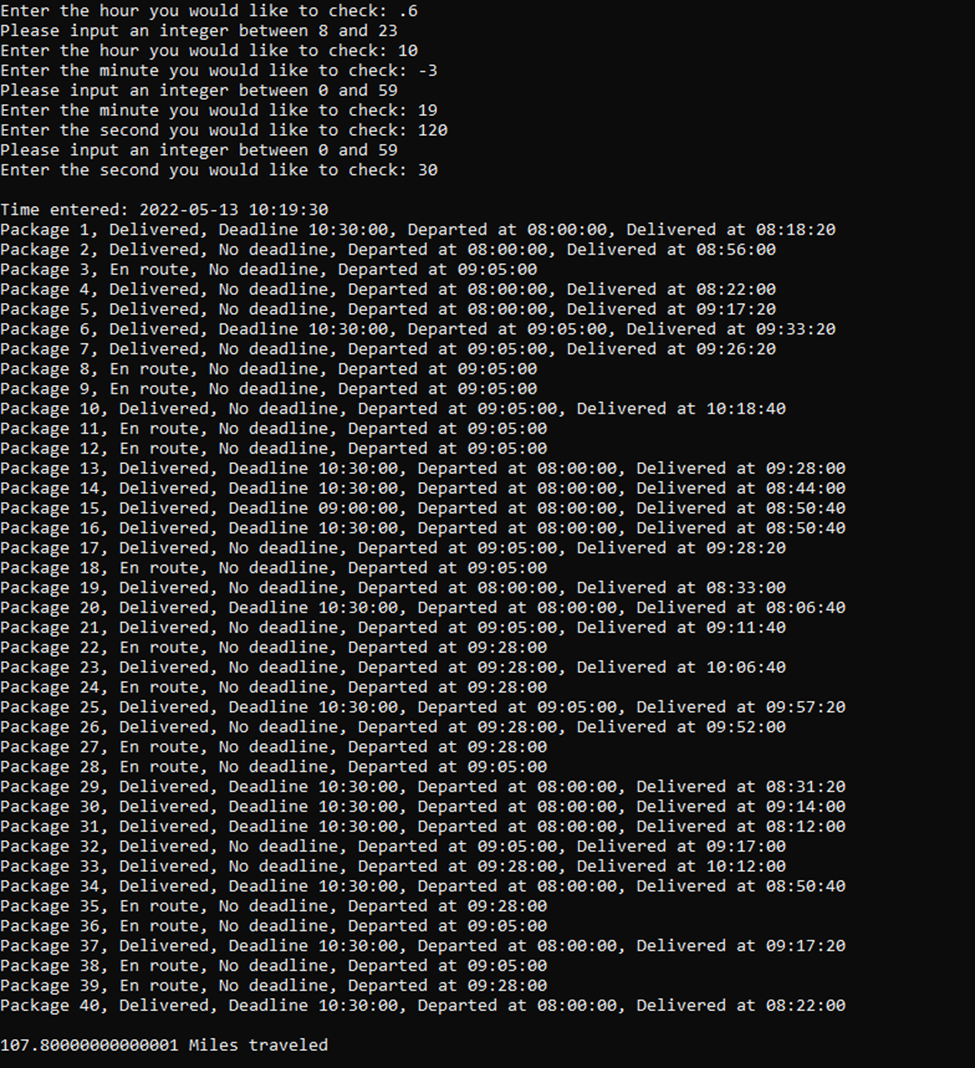 Enter the hour you would like to check: .6
Please input an integer between 8 and 23
Enter the hour you would like to check: 10
Enter the minute you would like to check: -3
Please input an integer between 0 and 59
Enter the minute you would like to check: 19
Enter the second you would like to check: 120
Please input an integer between 0 and 59
Enter the second you would like to check: 30
Time entered: 2022-05-13 10:19:30
Package 1, Delivered, Deadline 10:30:00, Departed at 08:00:00, Delivered at 08:18:20
Package 2, Delivered, No deadline, Departed at 08:00:00, Delivered at 08:56:00
Package 3, En route, No deadline, Departed at 09:05:00
Package 4, Delivered, No deadline, Departed at 08:00:00, Delivered at 08:22:00
Package 5, Delivered, No deadline, Departed at 08:00:00, Delivered at 09:17:20
Package 6, Delivered, Deadline 10:30:00, Departed at 09:05:00, Delivered at 09:33:20
Package 7, Delivered, No deadline, Departed at 09:05:00, Delivered at 09:26:20
Package 8, En route, No deadline, Departed at 09:05:00
Package 9, En route, No deadline, Departed at 09:05:00
Package 10, Delivered, No deadline, Departed at 09:05:00, Delivered at 10:18:40
Package 11, En route, No deadline, Departed at 09:05:00
Package 12, En route, No deadline, Departed at 09:05:00
Package 13, Delivered, Deadline 10:30:00, Departed at 08:00:00, Delivered at 09:28:00
Package 14, Delivered, Deadline 10:30:00, Departed at 08:00:00, Delivered at 08:44:00
Package 15, Delivered, Deadline 09:00:00, Departed at 08:00:00, Delivered at 08:50:40
Package 16, Delivered, Deadline 10:30:00, Departed at 08:00:00, Delivered at 08:50:40
Package 17, Delivered, No deadline, Departed at 09:05:00, Delivered at 09:28:20
Package 18, En route, No deadline, Departed at 09:05:00
Package 19, Delivered, No deadline, Departed at 08:00:00, Delivered at 08:33:00
Package 20, Delivered, Deadline 10:30:00, Departed at 08:00:00, Delivered at 08:06:40
Package 21, Delivered, No deadline, Departed at 09:05:00, Delivered at 09:11:40
Package 22, En route, No deadline, Departed at 09:28:00
Package 23, Delivered, No deadline, Departed at 09:28:00, Delivered at 10:06:40
Package 24, En route, No deadline, Departed at 09:28:00
Package 25, Delivered, Deadline 10:30:00, Departed at 09:05:00, Delivered at 09:57:20
Package 26, Delivered, No deadline, Departed at 09:28:00, Delivered at 09:52:00
Package 27, En route, No deadline, Departed at 09:28:00
Package 28, En route, No deadline, Departed at 09:05:00
Package 29, Delivered, Deadline 10:30:00, Departed at 08:00:00, Delivered at 08:31:20
Package 30, Delivered, Deadline 10:30:00, Departed at 08:00:00, Delivered at 09:14:00
Package 31, Delivered, Deadline 10:30:00, Departed at 08:00:00, Delivered at 08:12:00
Package 32, Delivered, No deadline, Departed at 09:05:00, Delivered at 09:17:00
Package 33, Delivered, No deadline, Departed at 09:28:00, Delivered at 10:12:00
Package 34, Delivered, Deadline 10:30:00, Departed at 08:00:00, Delivered at 08:50:40
Package 35, En route, No deadline, Departed at 09:28:00
Package 36, En route, No deadline, Departed at 09:05:00
Package 37, Delivered, Deadline 10:30:00, Departed at 08:00:00, Delivered at 09:17:20
Package 38, En route, No deadline, Departed at 09:05:00
Package 39, En route, No deadline, Departed at 09:28:00
Package 40, Delivered, Deadline 10:30:00, Departed at 08:00:00, Delivered at 08:22:00
107.80000000000001 Miles traveled